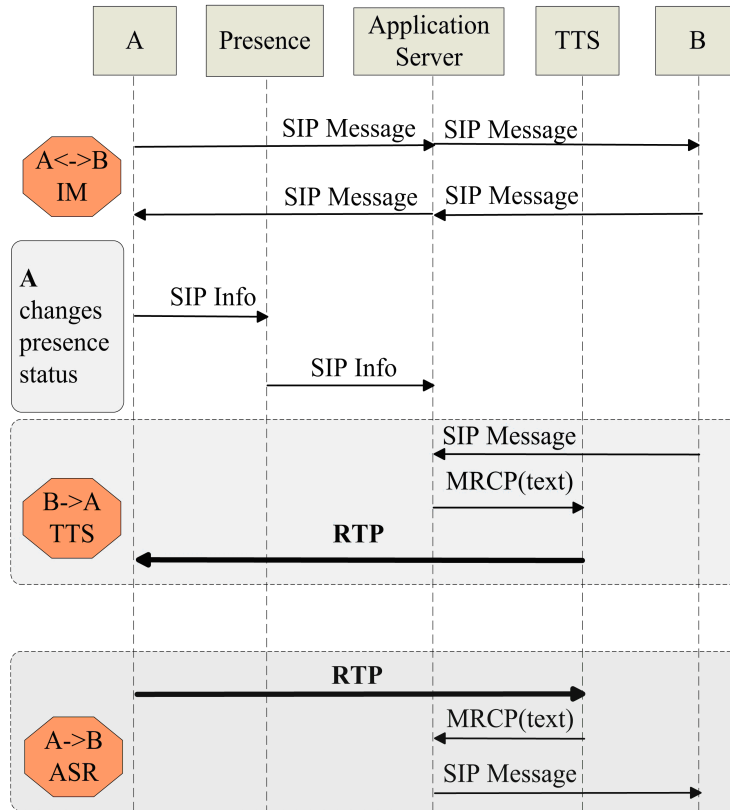 A
Presence
Application
Server
TTS
B
SIP Message
SIP Message
A<->B
IM
SIP Message
SIP Message
A
changes
presence
status
SIP Info
SIP Info
SIP Message
MRCP(text)
B->A
TTS
RTP
RTP
MRCP(text)
A->B
ASR
SIP Message